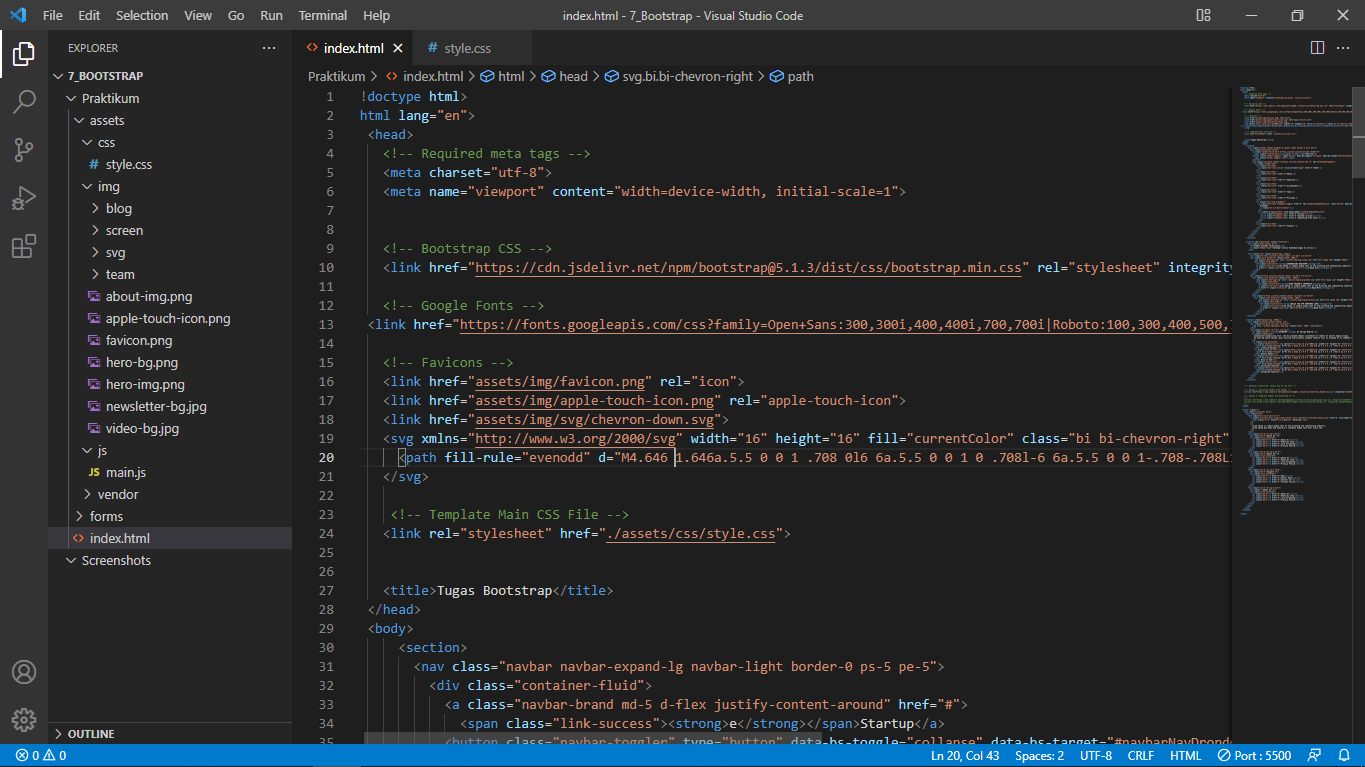 File Edit Selection View Go Run Terminal Help index.html - 7_Bootstrap - Visual Studio Code
EXPLORER
7_BOOTSTRAP
Praktikum
assets
css
# style.css
img
blog
screen
svg
team
about-img.png
apple-touch-icon.png
favicon.png
hero-bg.png
hero-img.png
newsletter-bg.jpg
video-bg.jpg
js
JS main.js
vendor
forms
<> index.html
Screenshots
OUTLINE
<> index.html # style.css
Praktikum > <> index.html > html > head > svg.bi.bi-chevron-right > path
1 !doctype html>
2 html lang="en">
3 <head>
4 <!-- Required meta tags -->
5 <meta charset="utf-8">
6 <meta name="viewport" content="width=device-width, initial-scale=1">
7
8
9 <!-- Bootstrap CSS -->
10 <link href="https://cdn.jsdelivr.net/npm/bootstrap@5.1.3/dist/css/bootstrap.min.css" rel="stylesheet" integrity
11
12 <!-- Google Fonts -->
13 <link href="https://fonts.googleapis.com/css?family=Open+Sans:300,300i,400,400i,700,700i|Roboto:100,300,400,500,
14
15 <!-- Favicons -->
16 <link href="assets/img/favicon.png" rel="icon">
17 <link href="assets/img/apple-touch-icon.png" rel="apple-touch-icon">
18 <link href="assets/img/svg/chevron-down.svg">
19 <svg xmlns="http://www.w3.org/2000/svg" width="16" height="16" fill="currentColor" class="bi bi-chevron-right"
20 <path fill-rule="evenodd" d="M4.646 1.646a.5.5 0 0 1 .708 0l6 6a.5.5 0 0 1 0 .708l-6 6a.5.5 0 0 1-.708-.708L
21 </svg>
22
23 <!-- Template Main CSS File -->
24 <link rel="stylesheet" href="./assets/css/style.css">
25
26
27 <title>Tugas Bootstrap</title>
28 </head>
29 <body>
30 <section>
31 <nav class="navbar navbar-expand-lg navbar-light border-0 ps-5 pe-5">
32 <div class="container-fluid">
33 <a class="navbar-brand md-5 d-flex justify-content-around" href="#">
34 <span class="link-success"><strong>e</strong></span>Startup</a>
35 <button class="navbar-toggler" type="button" data-bs-toggle="collapse" data-bs-target="#navbarNavDropd
0 0 Ln 20, Col 43 Spaces: 2 UTF-8 CRLF HTML Port : 5500